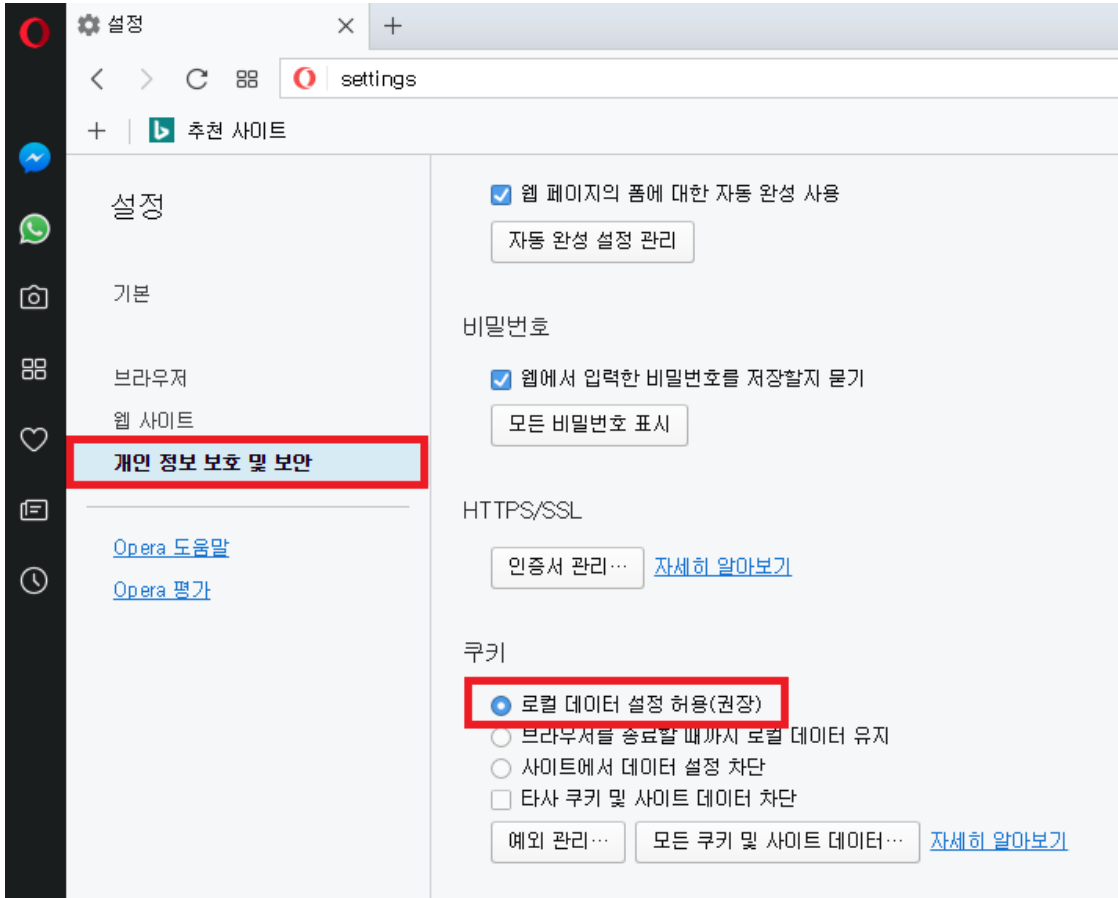 설정
settings
추천 사이트
설정
기본
브라우저
웹 사이트
개인 정보 보호 및 보안
Opera 도움말
Opera 평가
웹 페이지의 폼에 대한 자동 완성 사용
자동 완성 설정 관리
비밀번호
웹에서 입력한 비밀번호를 저장할지 묻기
모든 비밀번호 표시
HTTPS/SSL
인증서 관리… 자세히 알아보기
쿠키
로컬 데이터 설정 허용(권장)
브라우저를 종료할 때까지 로컬 데이터 유지
사이트에서 데이터 설정 차단
타사 쿠키 및 사이트 데이터 차단
예외 관리… 모든 쿠키 및 사이트 데이터… 자세히 알아보기